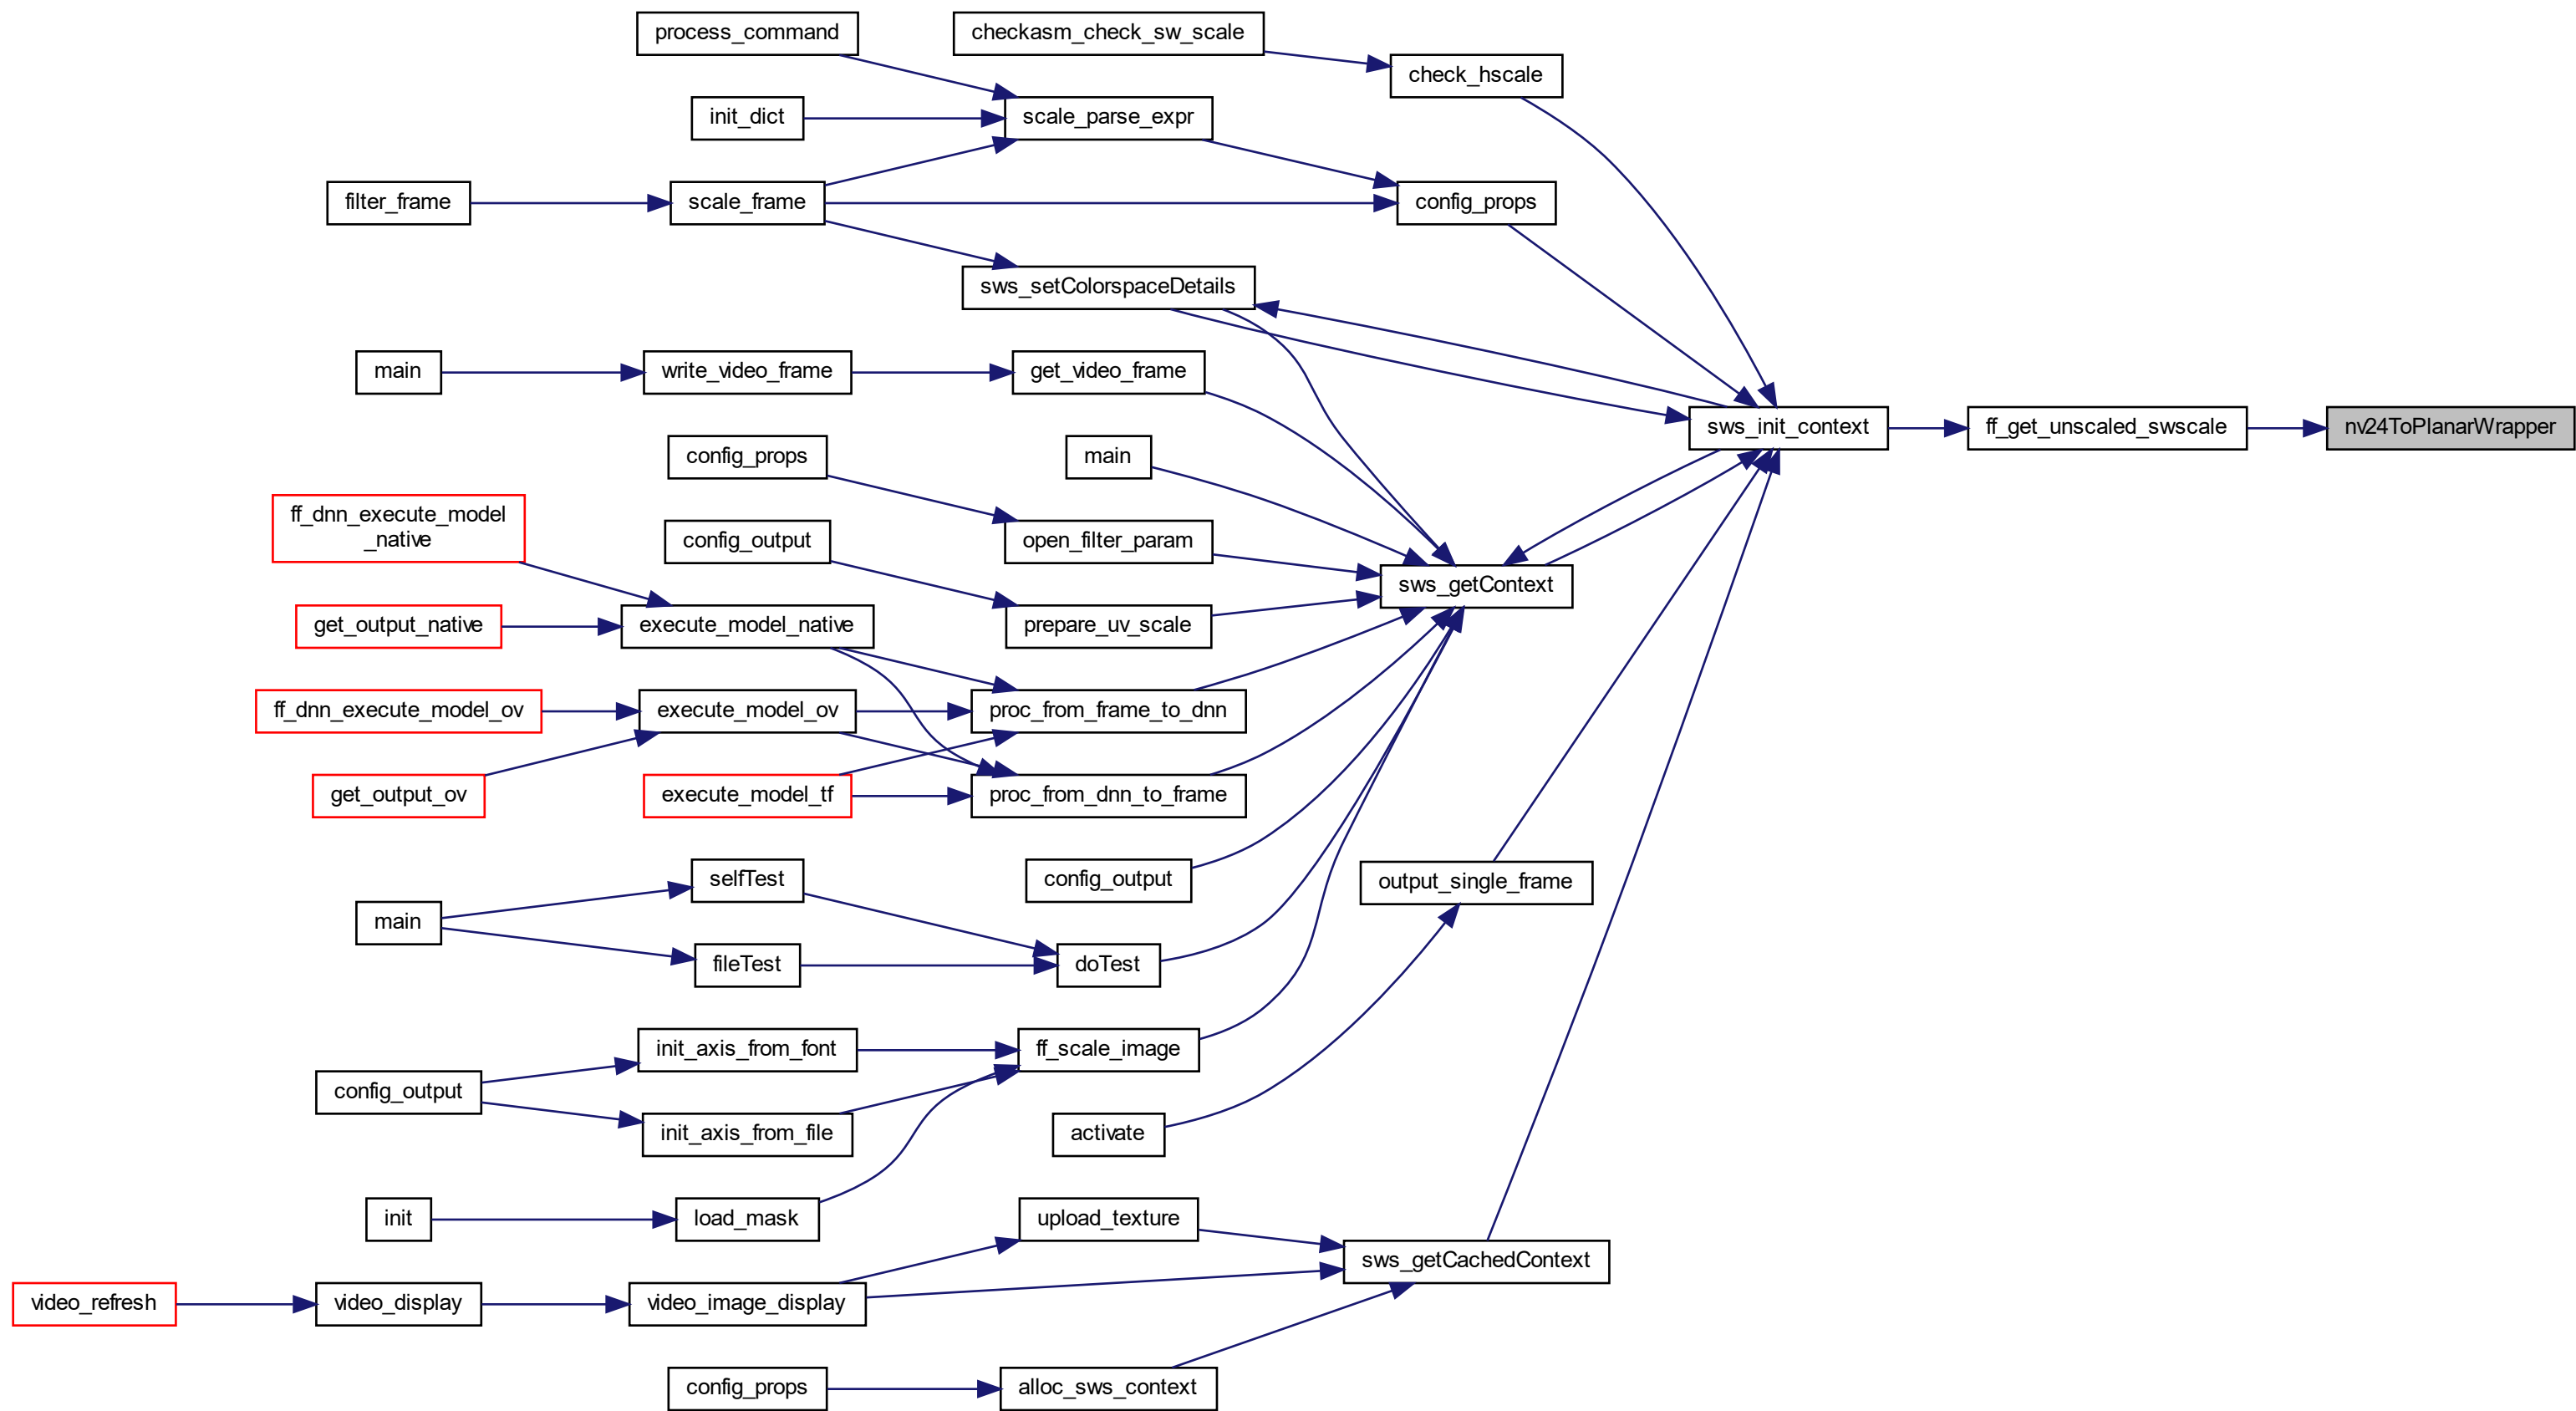 process_command
checkasm_check_sw_scale
check_hscale
init_dict
scale_parse_expr
filter_frame
scale_frame
config_props
sws_setColorspaceDetails
main
write_video_frame
get_video_frame
sws_init_context
ff_get_unscaled_swscale
nv24ToPlanarWrapper
config_props
main
ff_dnn_execute_model
_native
config_output
open_filter_param
sws_getContext
get_output_native
execute_model_native
prepare_uv_scale
ff_dnn_execute_model_ov
execute_model_ov
proc_from_frame_to_dnn
get_output_ov
execute_model_tf
proc_from_dnn_to_frame
selfTest
config_output
output_single_frame
main
fileTest
doTest
init_axis_from_font
ff_scale_image
config_output
init_axis_from_file
activate
init
load_mask
upload_texture
sws_getCachedContext
video_refresh
video_display
video_image_display
config_props
alloc_sws_context